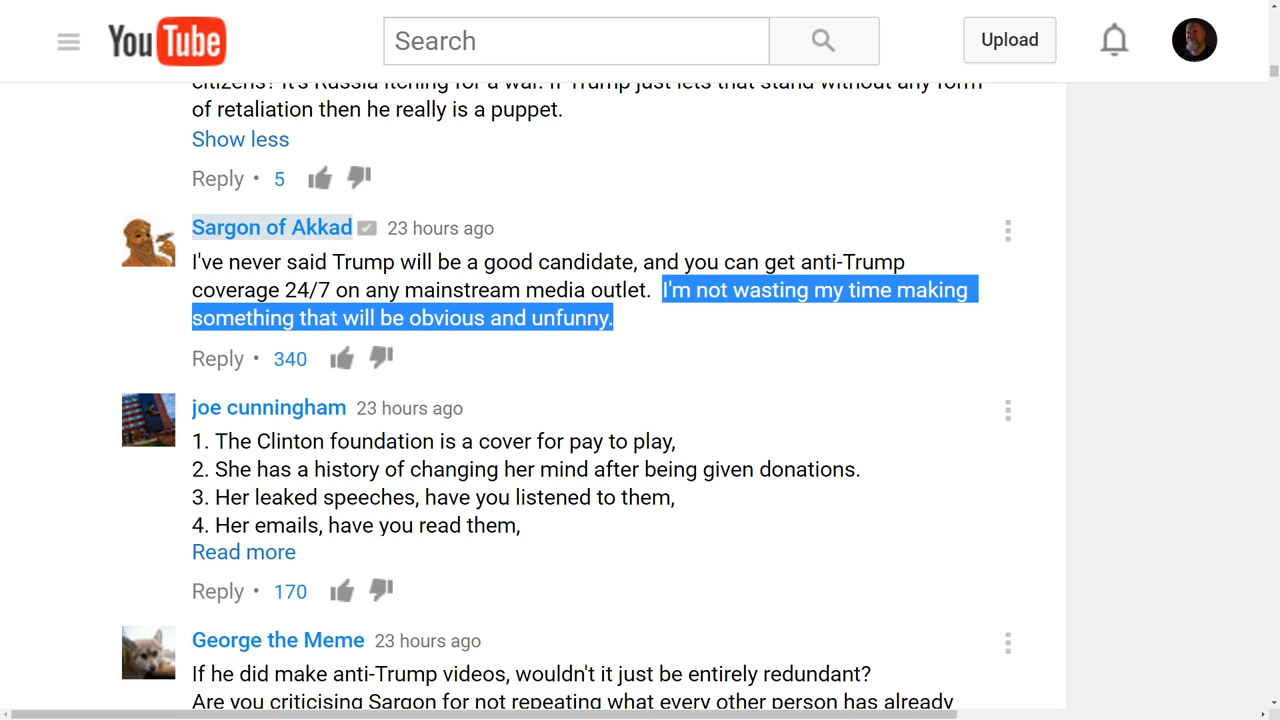 YouTube
Search
Upload
citizens? It's Russia itching for a war. If Trump just lets that stand without any form
of retaliation then he really is a puppet.
Show less
Reply • 5
Sargon of Akkad 23 hours ago
I've never said Trump will be a good candidate, and you can get anti-Trump
coverage 24/7 on any mainstream media outlet. I'm not wasting my time making
something that will be obvious and unfunny.
Reply • 340
joe cunningham 23 hours ago
1. The Clinton foundation is a cover for pay to play,
2. She has a history of changing her mind after being given donations.
3. Her leaked speeches, have you listened to them,
4. Her emails, have you read them,
Read more
Reply • 170
George the Meme 23 hours ago
If he did make anti-Trump videos, wouldn't it just be entirely redundant?
Are you criticising Sargon for not repeating what every other person has already